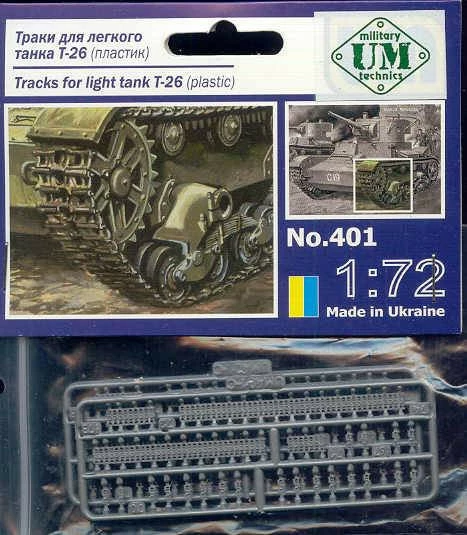 Траки для легкого
танка Т-26 (пластик)
Tracks for light tank T-26 (plastic)
military
UM
technics
No.401
1:72
Made in Ukraine